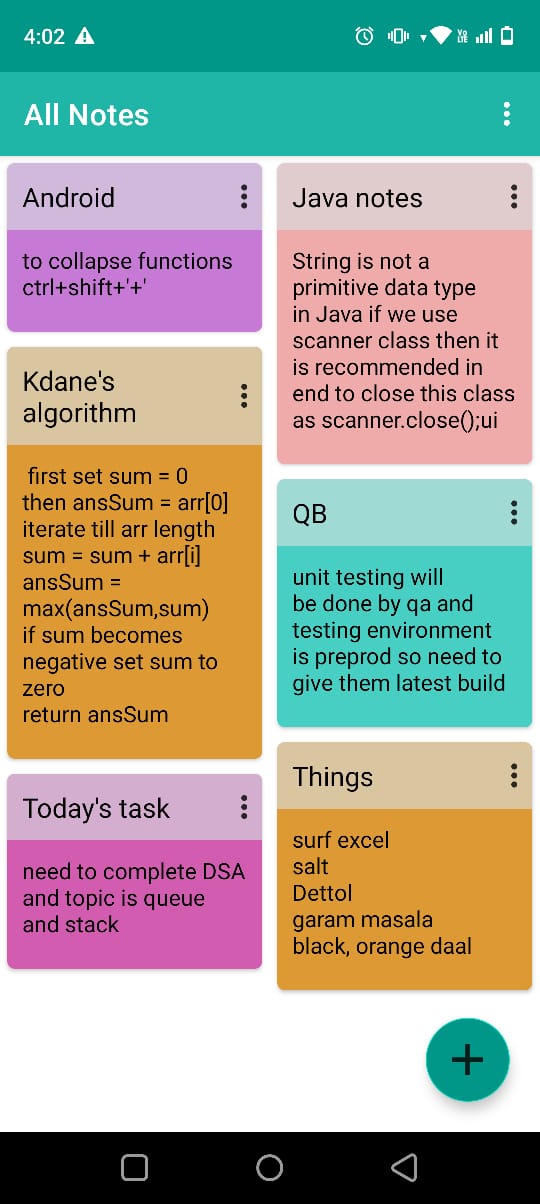 4:02
Vo
LTE
All Notes
Android
to collapse functions
ctrl+shift+'+'
Kdane's
algorithm
first set sum = 0
then ansSum = arr[0]
iterate till arr length
sum = sum + arr[i]
ansSum =
max(ansSum,sum)
if sum becomes
negative set sum to
zero
return ansSum
Today's task
need to complete DSA
and topic is queue
and stack
Java notes
String is not a
primitive data type
in Java if we use
scanner class then it
is recommended in
end to close this class
as scanner.close();ui
QB
unit testing will
be done by qa and
testing environment
is preprod so need to
give them latest build
Things
surf excel
salt
Dettol
garam masala
black, orange daal